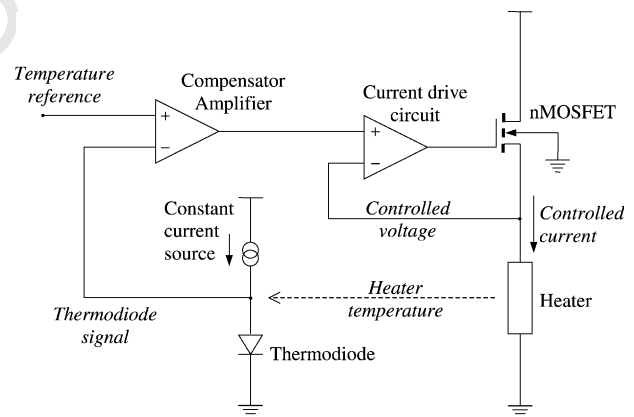 Temperature
reference
Compensator
Amplifier
Current drive
circuit
nMOSFET
+
−
+
−
Constant
current
source
Controlled
voltage
Controlled
current
Heater
temperature
Heater
Thermodiode
signal
Thermodiode